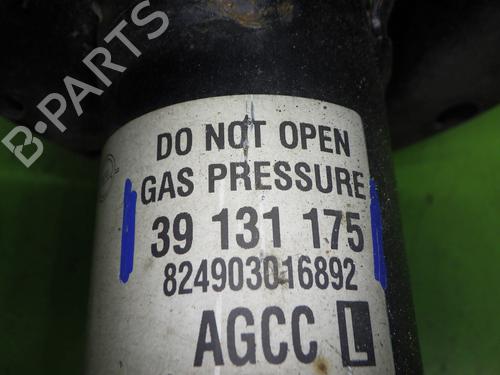 B-PARTS
DO NOT OPEN
GAS PRESSURE
39 131 175
824903016892
AGCC L